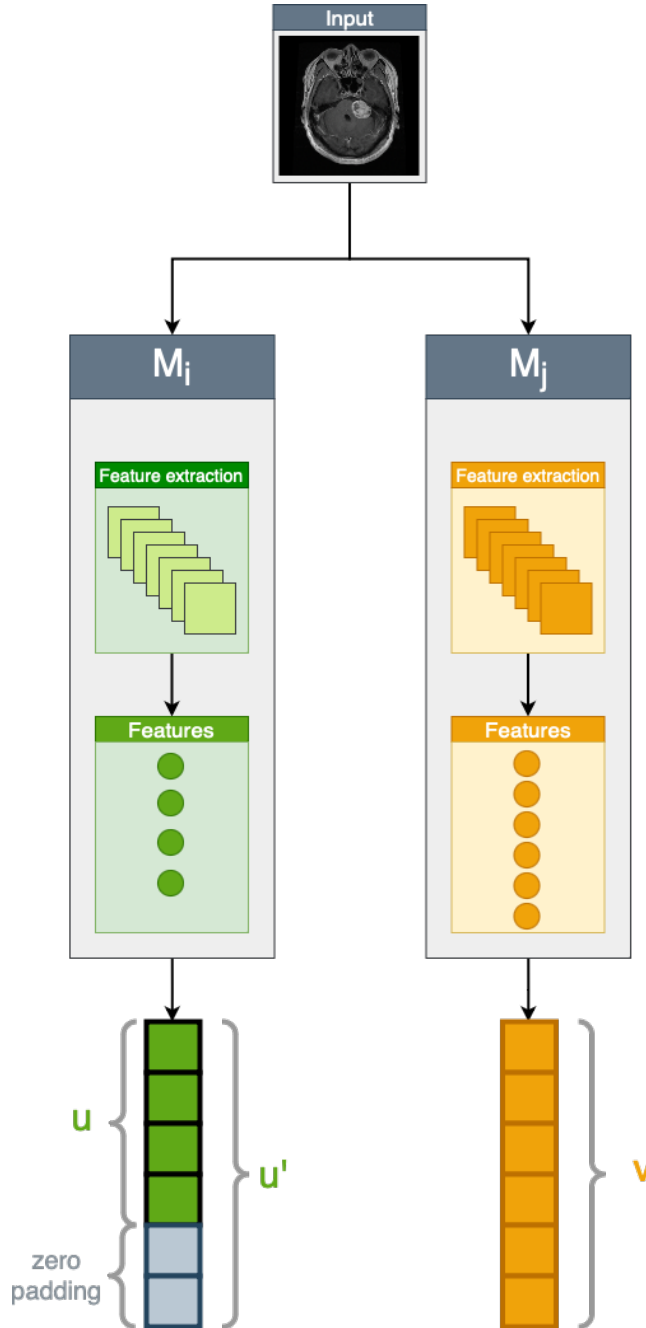 Input
Mi
Mj
Feature extraction
Feature extraction
Features
Features
u
u'
v
zero
padding